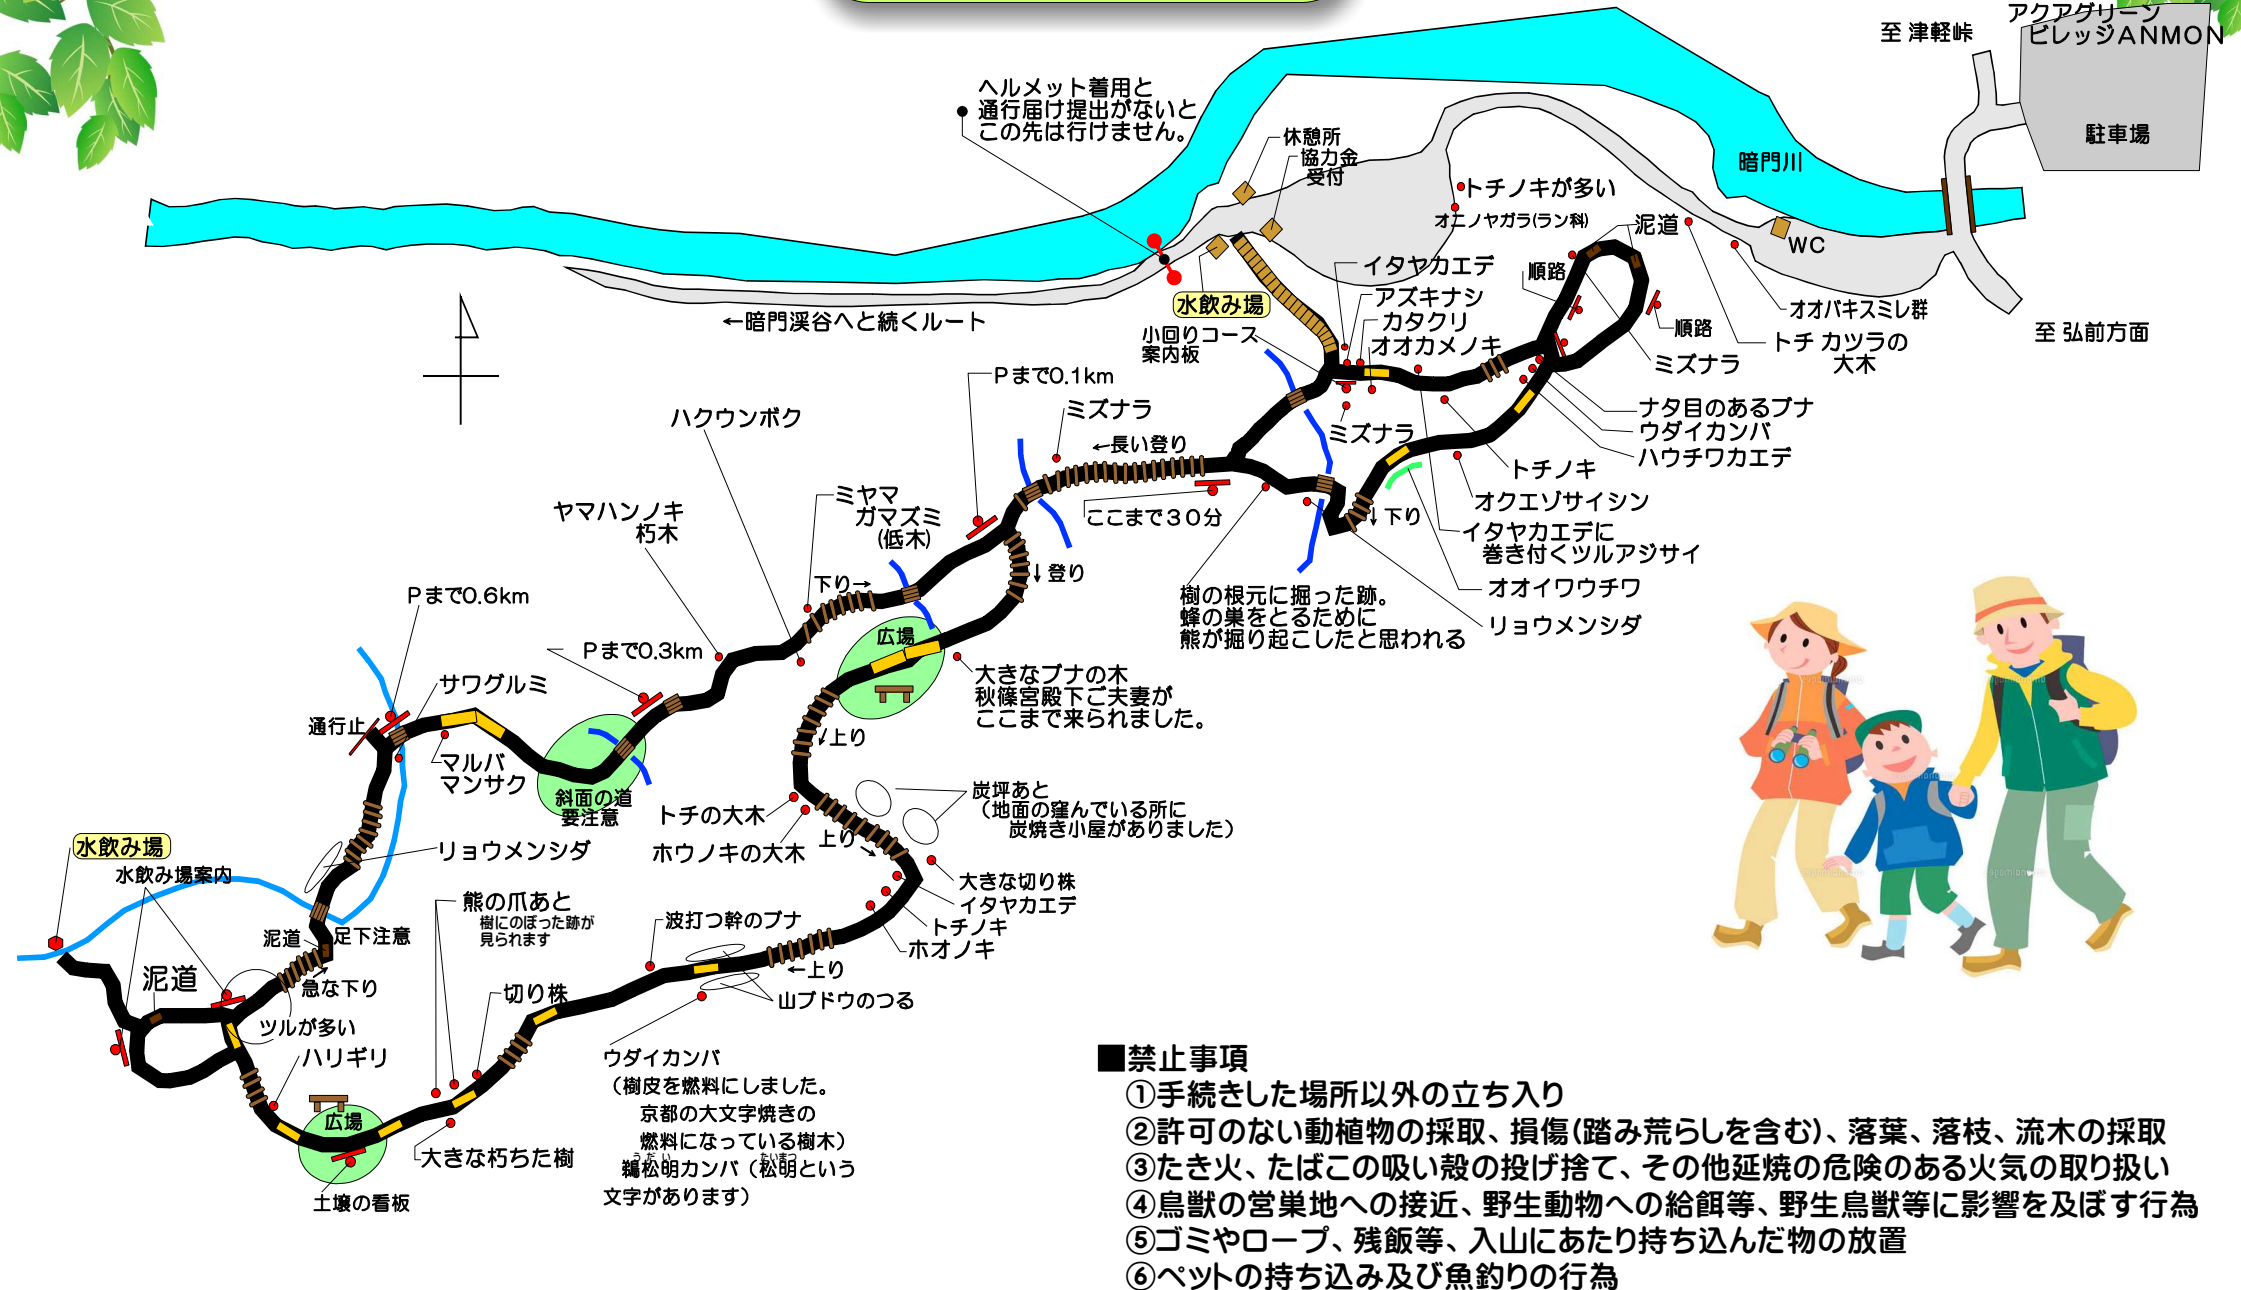 アクアグリーン
ビレッジANMON
至 津軽峠
駐車場
ヘルメット着用と
通行届け提出がないと
この先は行けません。
休憩所
協力金
受付
暗門川
トチノキが多い
オニノヤガラ(ラン科)
泥道
WC
順路
イタヤカエデ
水飲み場
アズキナシ
カタクリ
オオカメノキ
小回りコース
案内板
←暗門渓谷へと続くルート
オオバキスミレ群
順路
トチ カツラの
大木
至 弘前方面
ミズナラ
Pまで0.1km
ミズナラ
ハクウンボク
←長い登り
ミズナラ
ナタ目のあるブナ
ウダイカンバ
ハウチワカエデ
トチノキ
オクエゾサイシン
ミヤマ
ガマズミ
(低木)
ヤマハンノキ
朽木
ここまで30分
↓下り
イタヤカエデに
巻き付くツルアジサイ
オオイワウチワ
リョウメンシダ
下り→
↓登り
樹の根元に掘った跡。
蜂の巣をとるために
熊が掘り起こしたと思われる
Pまで0.6km
Pまで0.3km
広場
大きなブナの木
秋篠宮殿下ご夫妻が
ここまで来られました。
サワグルミ
通行止
マルバ
マンサク
↙上り
斜面の道
要注意
トチの大木
ホウノキの大木
上り→
炭坪あと
(地面の窪んでいる所に
炭焼き小屋がありました)
水飲み場
水飲み場案内
リョウメンシダ
大きな切り株
イタヤカエデ
トチノキ
ホオノキ
熊の爪あと
樹にのぼった跡が
見られます
波打つ幹のブナ
泥道
足下注意
泥道
急な下り
切り株
←上り
山ブドウのつる
ツルが多い
ハリギリ
ウダイカンバ
(樹皮を燃料にしました。
京都の大文字焼きの
燃料になっている樹木)
うだい
たいまつ
鵜松明カンバ(松明という
文字があります)
広場
大きな朽ちた樹
土壌の看板
■禁止事項
①手続きした場所以外の立ち入り
②許可のない動植物の採取、損傷(踏み荒らしを含む)、落葉、落枝、流木の採取
③たき火、たばこの吸い殻の投げ捨て、その他延焼の危険のある火気の取り扱い
④鳥獣の営巣地への接近、野生動物への給餌等、野生鳥獣等に影響を及ぼす行為
⑤ゴミやロープ、残飯等、入山にあたり持ち込んだ物の放置
⑥ペットの持ち込み及び魚釣りの行為